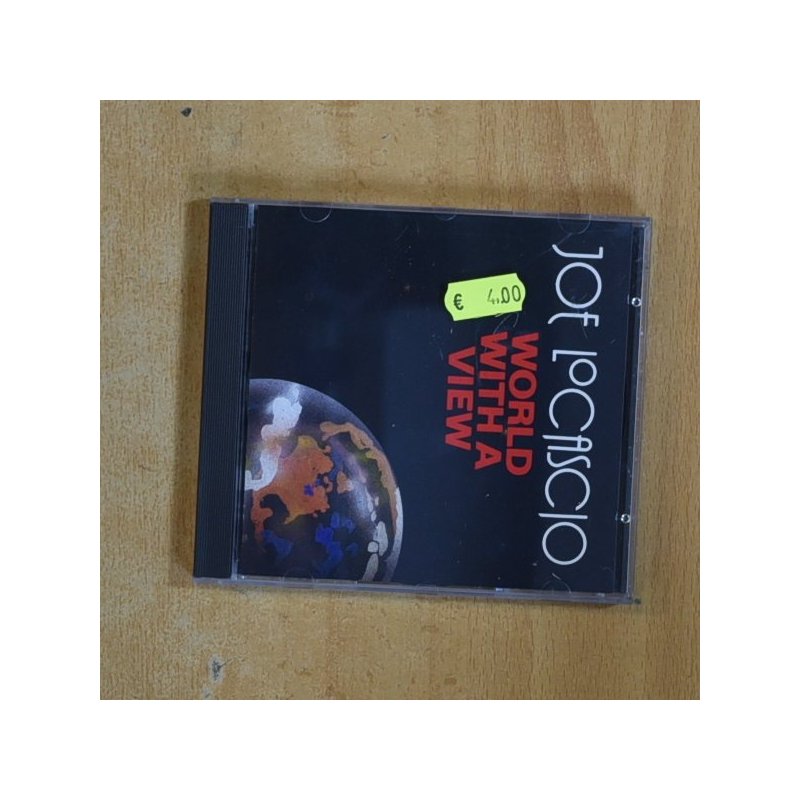 JOE LOCASCIO
€ 4,00
WORLD
WITH A
VIEW